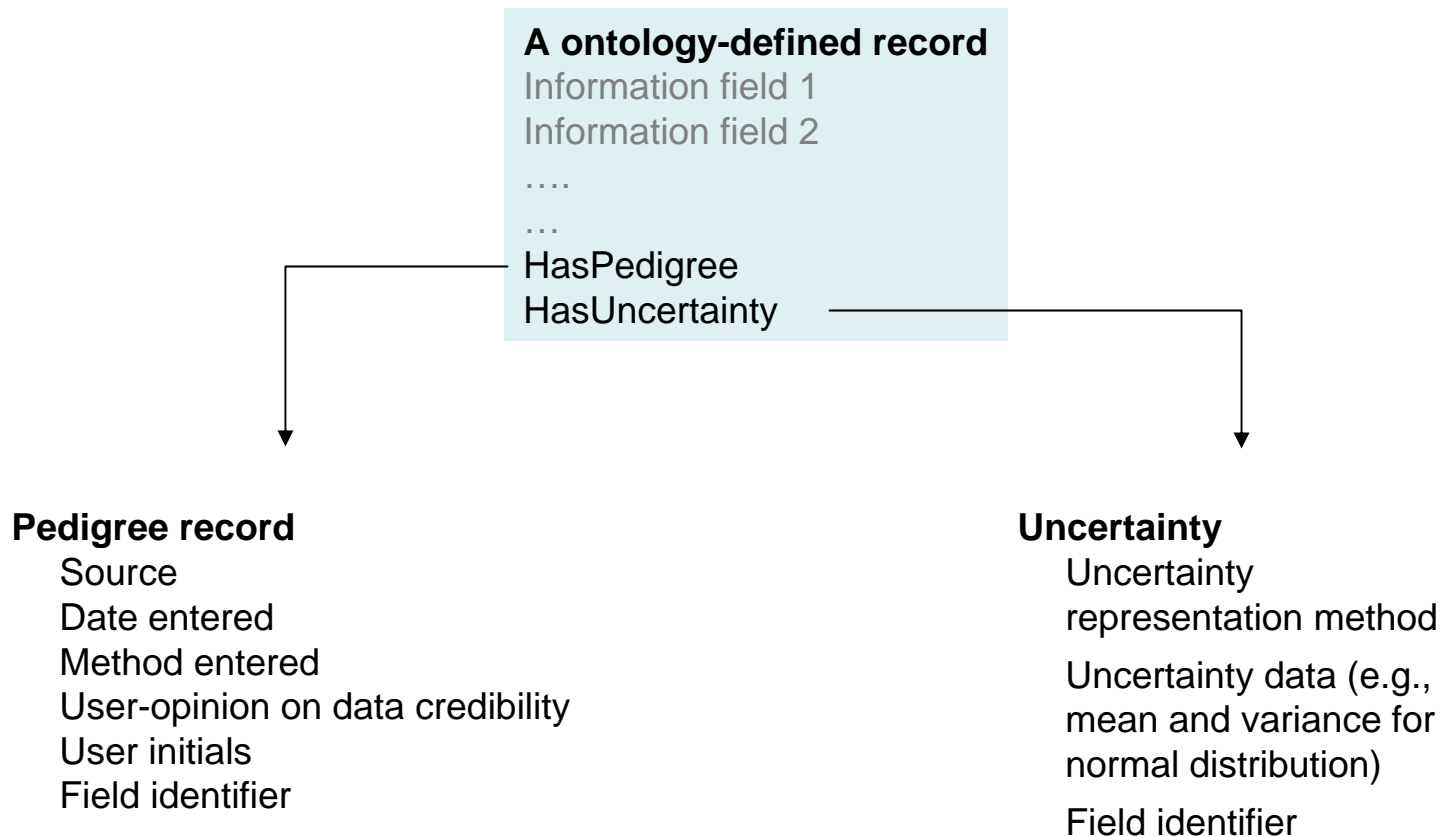 A ontology-defined record
Information field 1
Information field 2
….
…
HasPedigree
HasUncertainty
Pedigree record
Source
Date entered
Method entered
User-opinion on data credibility
User initials
Field identifier
Uncertainty
Uncertainty
representation method
Uncertainty data (e.g.,
mean and variance for
normal distribution)
Field identifier